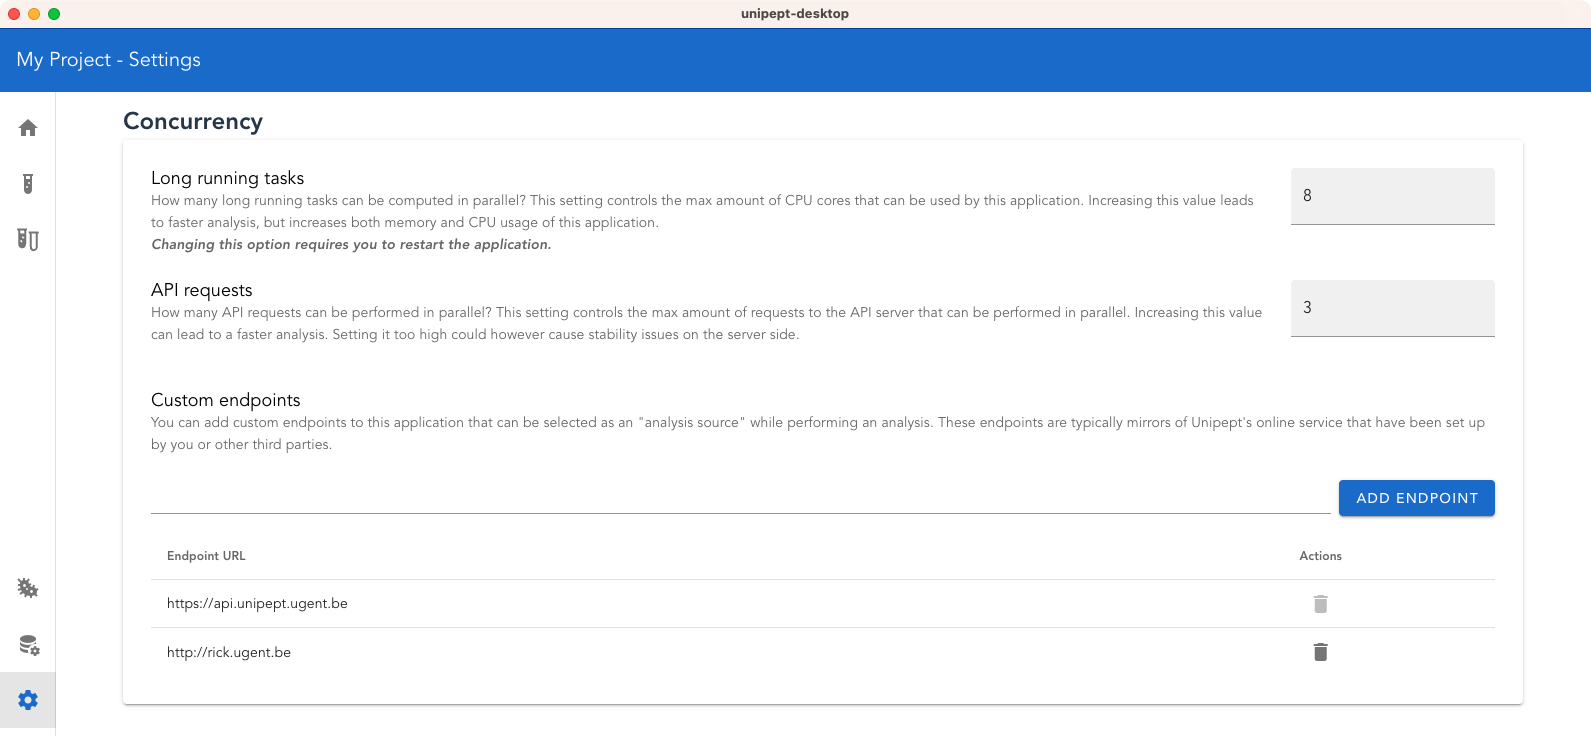 unipept-desktop
My Project - Settings
Concurrency
Long running tasks
How many long running tasks can be computed in parallel? This setting controls the max amount of CPU cores that can be used by this application. Increasing this value leads
to faster analysis, but increases both memory and CPU usage of this application.
Changing this option requires you to restart the application.
8
API requests
How many API requests can be performed in parallel? This setting controls the max amount of requests to the API server that can be performed in parallel. Increasing this value
can lead to a faster analysis. Setting it too high could however cause stability issues on the server side.
3
Custom endpoints
You can add custom endpoints to this application that can be selected as an "analysis source" while performing an analysis. These endpoints are typically mirrors of Unipept's online service that have been set up
by you or other third parties.
ADD ENDPOINT
Endpoint URL Actions
https://api.unipept.ugent.be
http://rick.ugent.be